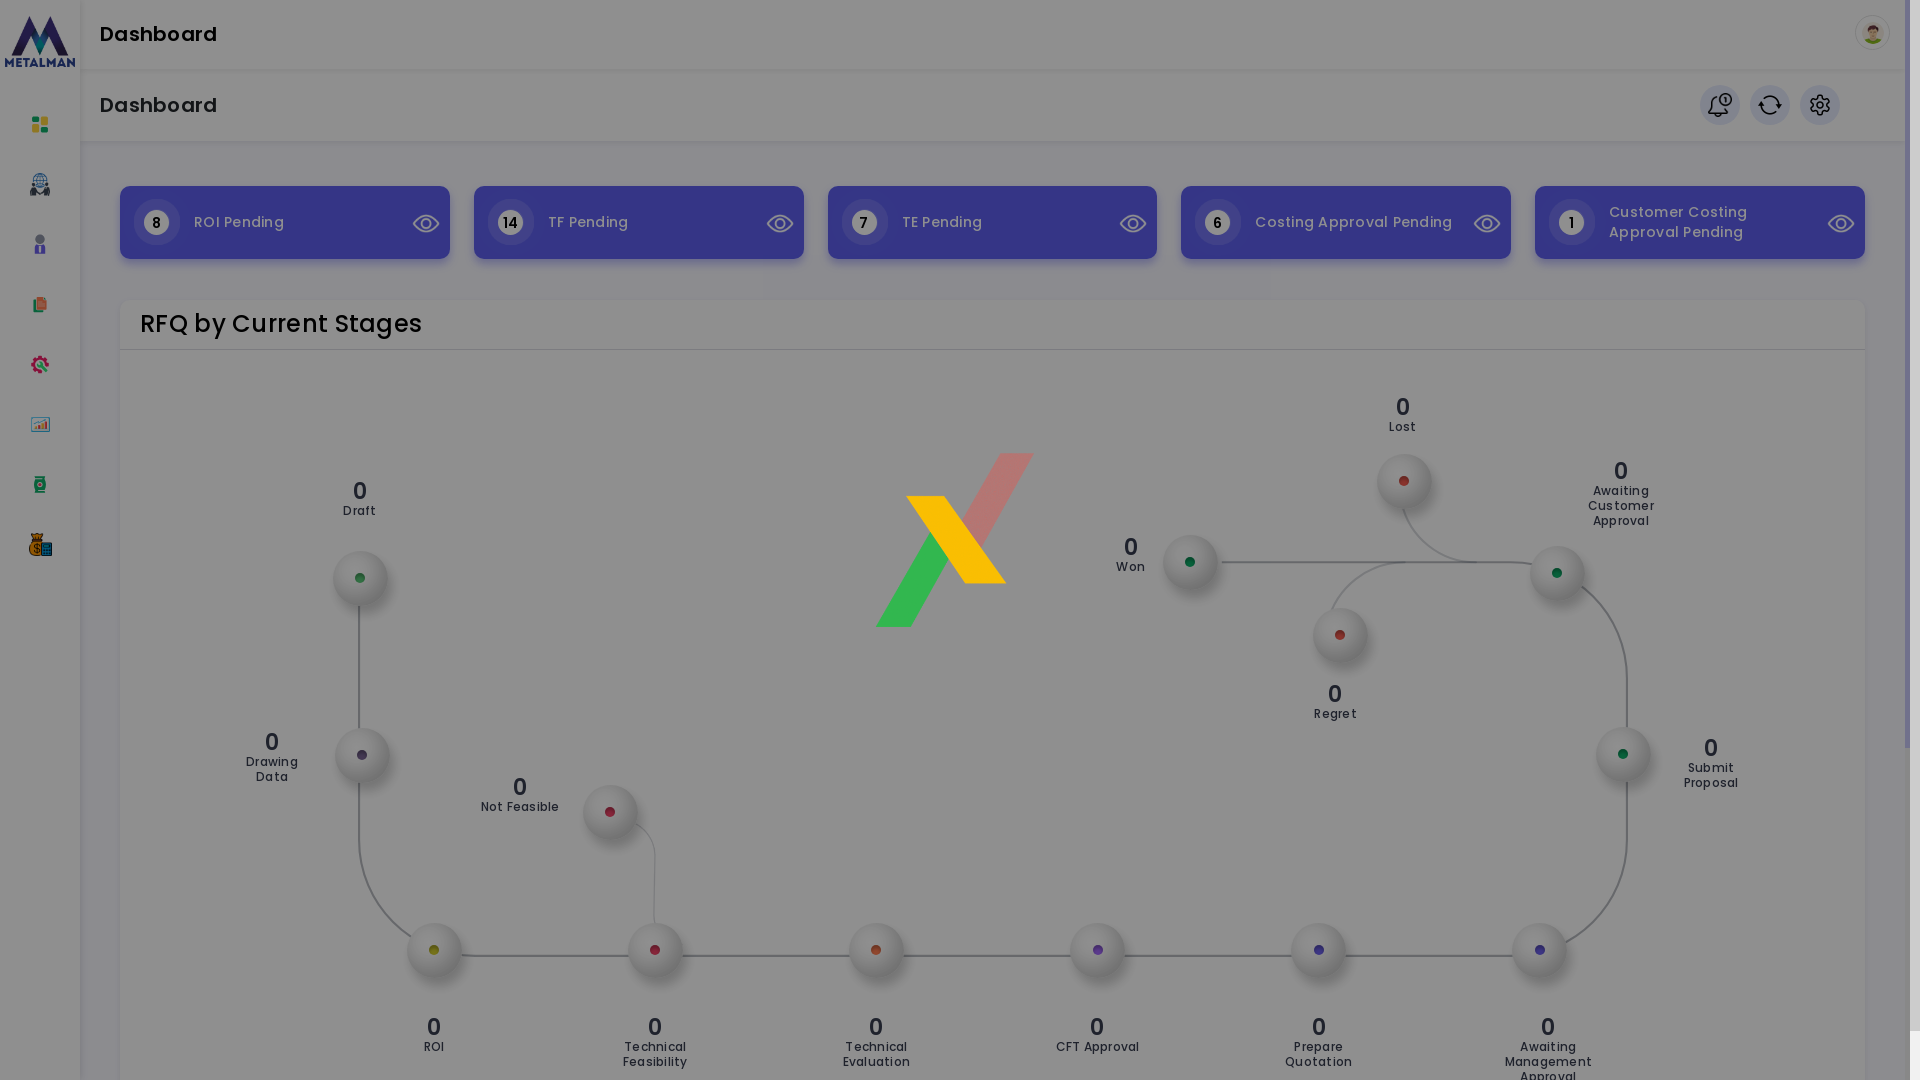 METALMAN
Dashboard
Dashboard
1
8
ROI Pending
14
TF Pending
7
TE Pending
6
Costing Approval Pending
1
Customer Costing
Approval Pending
RFQ by Current Stages
0
Lost
0
Awaiting
Customer
Approval
0
Draft
0
Won
0
Regret
0
Drawing
Data
0
Submit
Proposal
0
Not Feasible
0
ROI
0
Technical
Feasibility
0
Technical
Evaluation
0
CFT Approval
0
Prepare
Quotation
0
Awaiting
Management
Approval